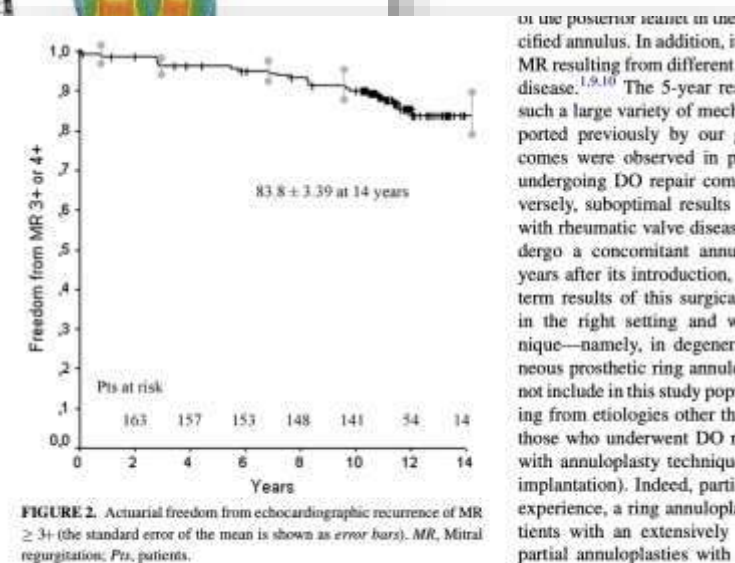 1,0
,9
,8
,7
,6
,5
,4
,3
,2
,1
0,0
Freedom from MR 3+ or 4+
83.8 ± 3.39 at 14 years
Pts at risk
163 157 153 148 141 54 14
0 2 4 6 8 10 12 14
Years
FIGURE 2. Actuarial freedom from echocardiographic recurrence of MR
≥ 3+ (the standard error of the mean is shown as error bars). MR, Mitral
regurgitation; Pts, patients.
of the posterior leaflet in the
cified annulus. In addition, i
MR resulting from different
disease.1,9,10 The 5-year res
such a large variety of mech
ported previously by our g
comes were observed in p
undergoing DO repair com
versely, suboptimal results
with rheumatic valve diseas
dergo a concomitant annu
years after its introduction,
term results of this surgica
in the right setting and w
nique—namely, in degener
neous prosthetic ring annulo
not include in this study popu
ing from etiologies other th
those who underwent DO r
with annuloplasty technique
implantation). Indeed, parti
experience, a ring annulopla
tients with an extensively
partial annuloplasties with